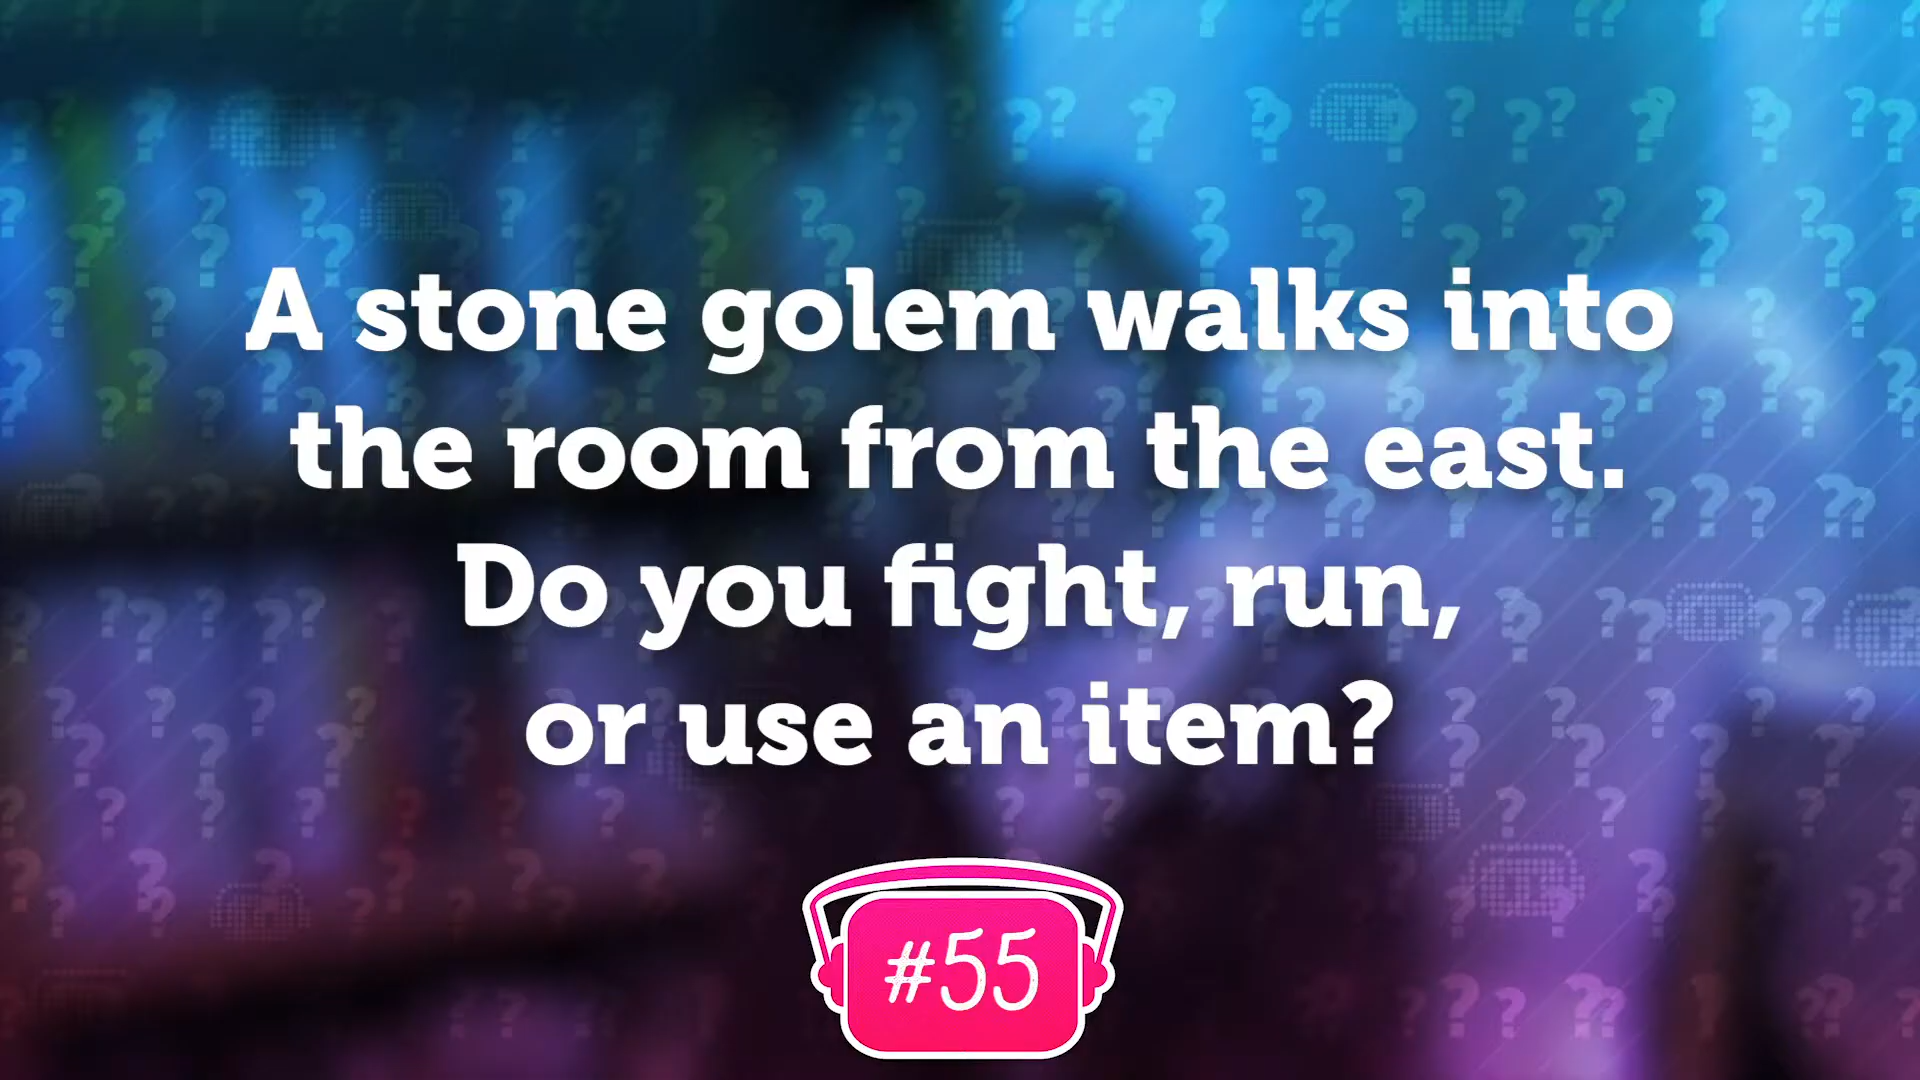 A stone golem walks into
the room from the east.
Do you fight, run,
or use an item?
#55